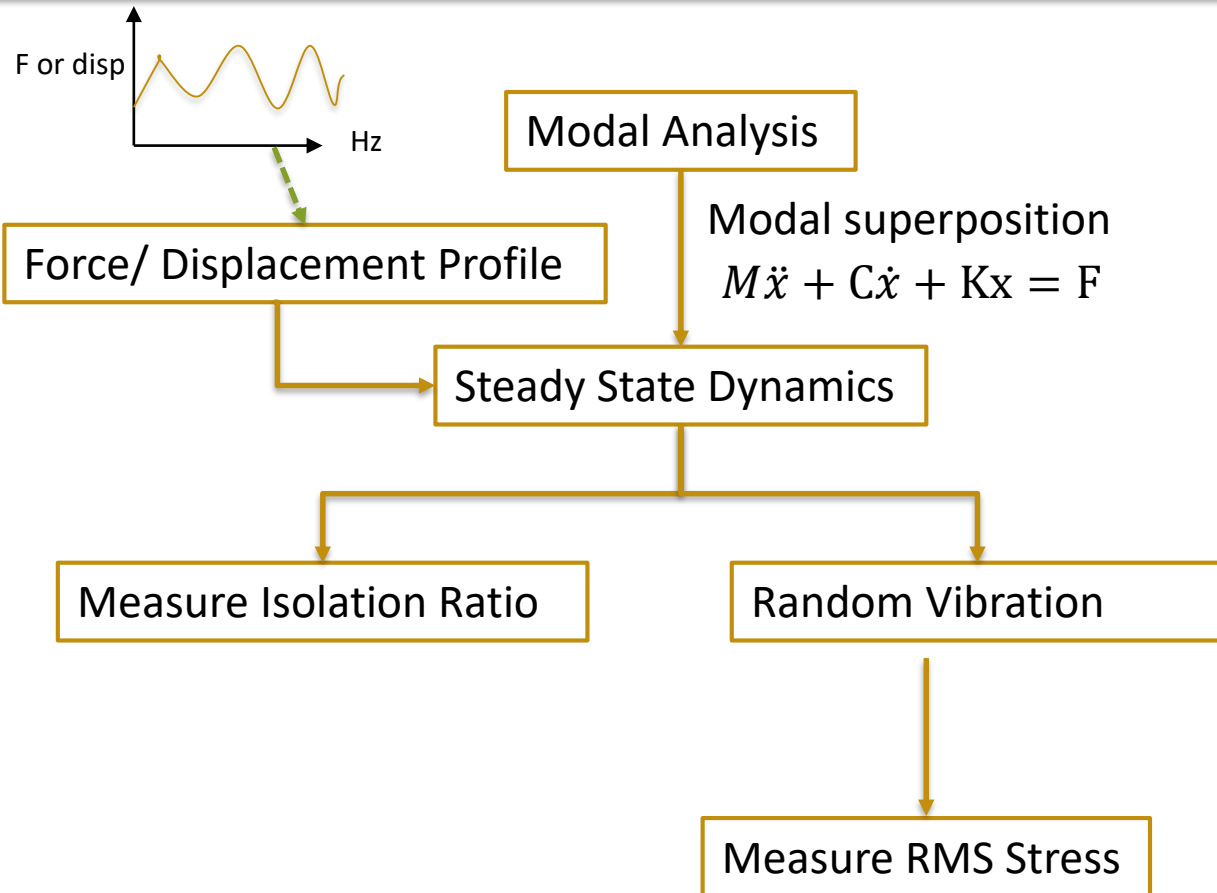 F or disp
Hz
Modal Analysis
Force/ Displacement Profile
Modal superposition
Mẍ + Cẋ + Kx = F
Steady State Dynamics
Measure Isolation Ratio
Random Vibration
Measure RMS Stress